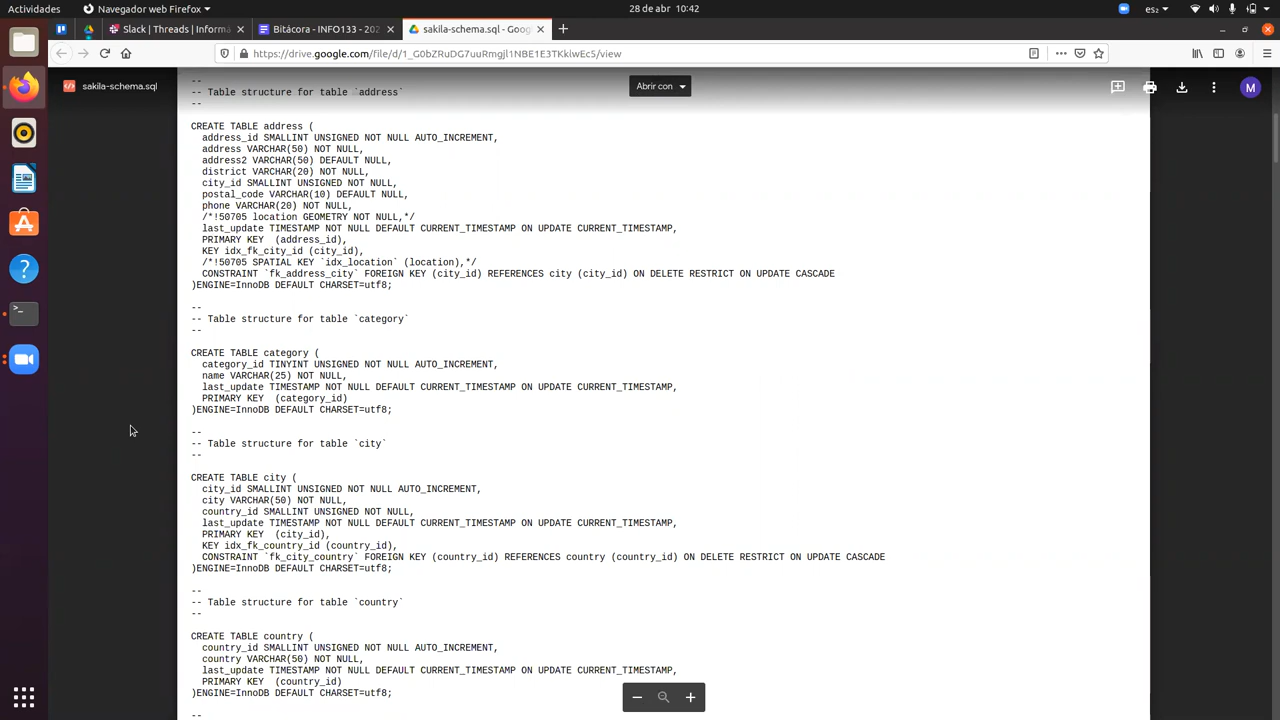 Actividades
Navegador web Firefox
28 de abr 10:42
es₂
Slack | Threads | Informa
Bitácora - INFO133 - 202
sakila-schema.sql - Goog
https://drive.google.com/file/d/1_G0bZRuDG7uuRmgjl1NBE1E3TKklwEc5/view
sakila-schema.sql
Abrir con
M
--
-- Table structure for table `address`
--
CREATE TABLE address (
address_id SMALLINT UNSIGNED NOT NULL AUTO_INCREMENT,
address VARCHAR(50) NOT NULL,
address2 VARCHAR(50) DEFAULT NULL,
district VARCHAR(20) NOT NULL,
city_id SMALLINT UNSIGNED NOT NULL,
postal_code VARCHAR(10) DEFAULT NULL,
phone VARCHAR(20) NOT NULL,
/*!50705 location GEOMETRY NOT NULL,*/
last_update TIMESTAMP NOT NULL DEFAULT CURRENT_TIMESTAMP ON UPDATE CURRENT_TIMESTAMP,
PRIMARY KEY  (address_id),
KEY idx_fk_city_id (city_id),
/*!50705 SPATIAL KEY `idx_location` (location),*/
CONSTRAINT `fk_address_city` FOREIGN KEY (city_id) REFERENCES city (city_id) ON DELETE RESTRICT ON UPDATE CASCADE
)ENGINE=InnoDB DEFAULT CHARSET=utf8;
--
-- Table structure for table `category`
--
CREATE TABLE category (
category_id TINYINT UNSIGNED NOT NULL AUTO_INCREMENT,
name VARCHAR(25) NOT NULL,
last_update TIMESTAMP NOT NULL DEFAULT CURRENT_TIMESTAMP ON UPDATE CURRENT_TIMESTAMP,
PRIMARY KEY  (category_id)
)ENGINE=InnoDB DEFAULT CHARSET=utf8;
--
-- Table structure for table `city`
--
CREATE TABLE city (
city_id SMALLINT UNSIGNED NOT NULL AUTO_INCREMENT,
city VARCHAR(50) NOT NULL,
country_id SMALLINT UNSIGNED NOT NULL,
last_update TIMESTAMP NOT NULL DEFAULT CURRENT_TIMESTAMP ON UPDATE CURRENT_TIMESTAMP,
PRIMARY KEY  (city_id),
KEY idx_fk_country_id (country_id),
CONSTRAINT `fk_city_country` FOREIGN KEY (country_id) REFERENCES country (country_id) ON DELETE RESTRICT ON UPDATE CASCADE
)ENGINE=InnoDB DEFAULT CHARSET=utf8;
--
-- Table structure for table `country`
--
CREATE TABLE country (
country_id SMALLINT UNSIGNED NOT NULL AUTO_INCREMENT,
country VARCHAR(50) NOT NULL,
last_update TIMESTAMP NOT NULL DEFAULT CURRENT_TIMESTAMP ON UPDATE CURRENT_TIMESTAMP,
PRIMARY KEY  (country_id)
)ENGINE=InnoDB DEFAULT CHARSET=utf8;
--